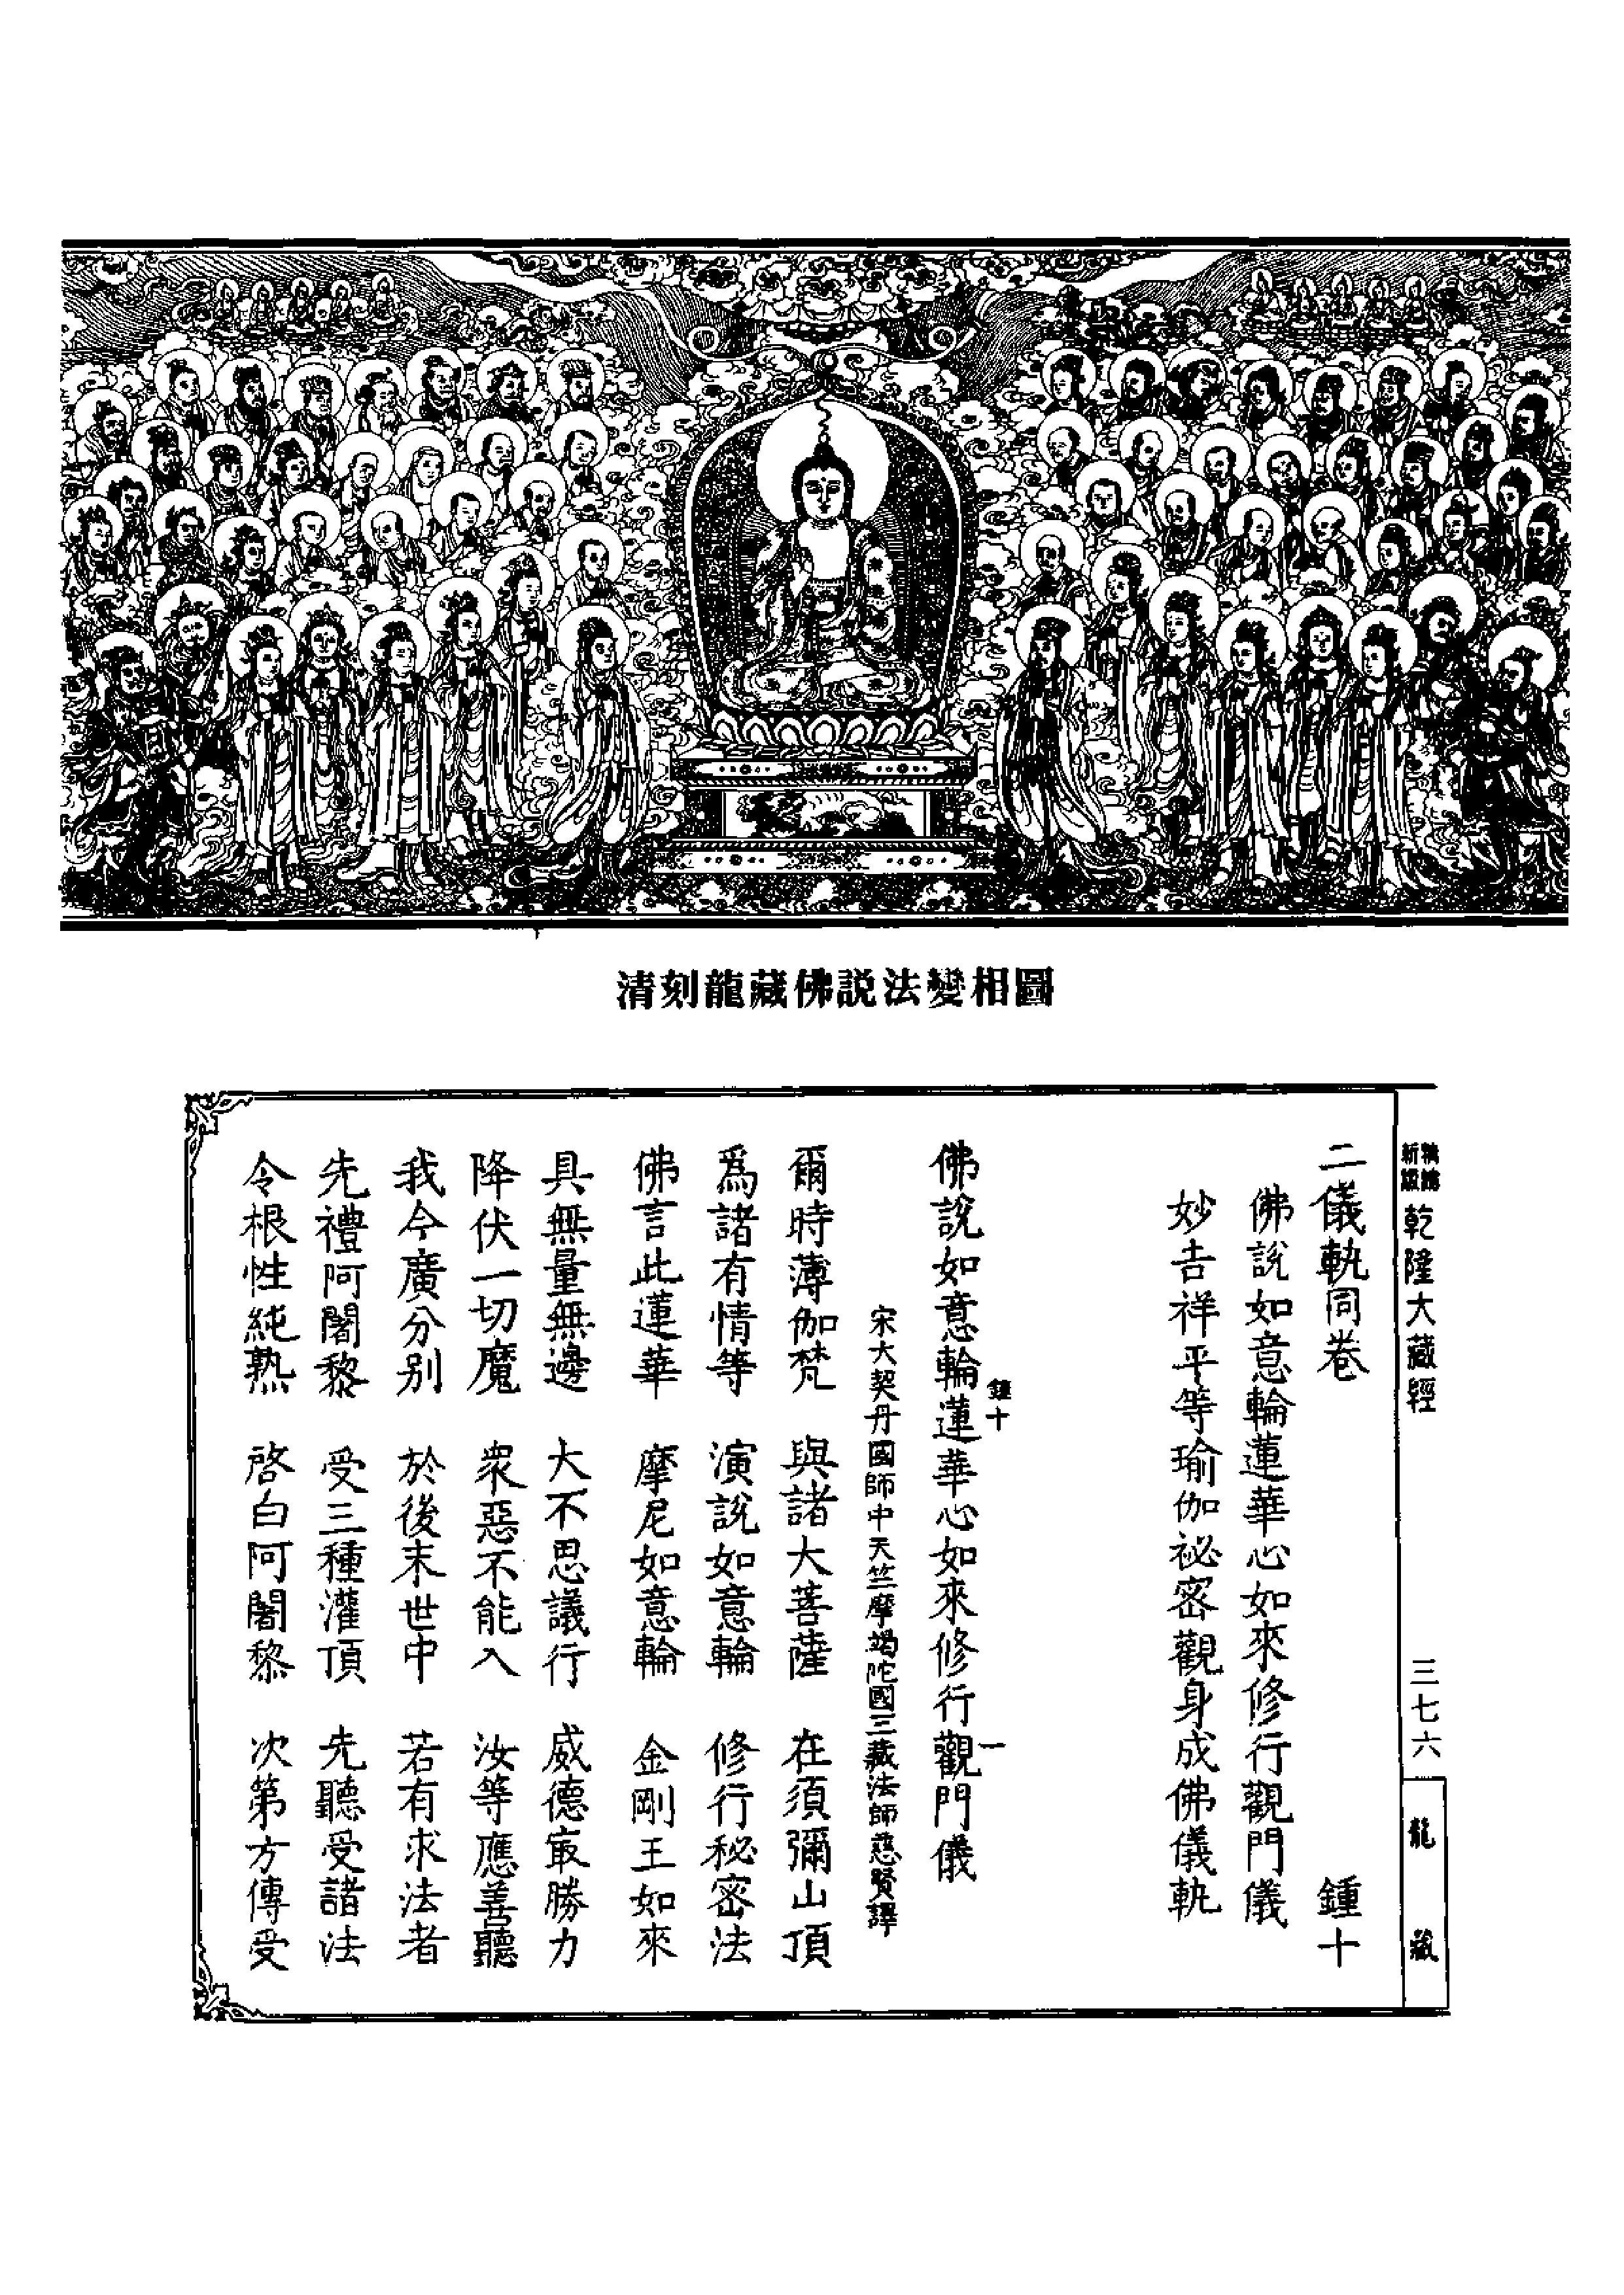 清刻龍藏佛説法變相圖
乾隆大藏經
三七六
龍藏
二儀軌同卷 鍾十
佛說如意輪蓮華心如來修行觀門儀
妙吉祥平等瑜伽祕密觀身成佛儀軌
鍾十 一
佛說如意輪蓮華心如來修行觀門儀
宋大契丹國師中天竺摩竭陀國三藏法師慈賢譯
爾時薄伽梵 與諸大菩薩 在須彌山頂
爲諸有情等 演說如意輪 修行秘密法
佛言此蓮華 摩尼如意輪 金剛王如來
具無量無邊 大不思議行 威德㝡勝力
降伏一切魔 衆惡不能入 汝等應善聽
我今廣分別 於後末世中 若有求法者
先禮阿闍黎 受三種灌頂 先聽受諸法
令根性純熟 啓白阿闍黎 次第方傳受